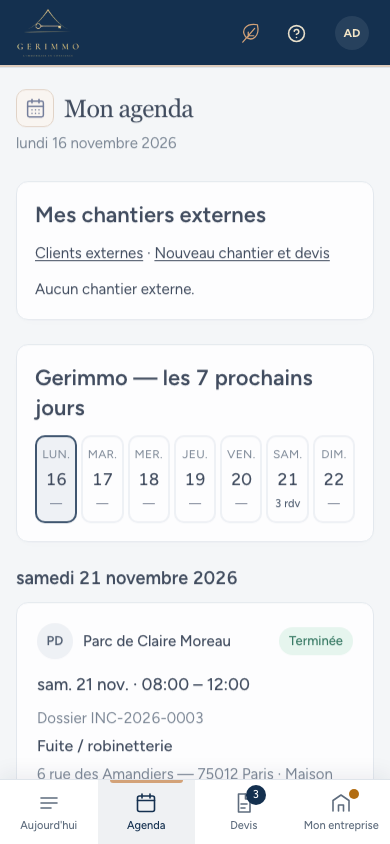 GERIMMO
AD
Mon agenda
lundi 16 novembre 2026
Mes chantiers externes
Clients externes · Nouveau chantier et devis
Aucun chantier externe.
Gerimmo — les 7 prochains
jours
LUN. MAR. MER. JEU. VEN. SAM. DIM.
16 17 18 19 20 21 22
— — — — — 3 rdv —
samedi 21 novembre 2026
PD Parc de Claire Moreau Terminée
sam. 21 nov. · 08:00 – 12:00
Dossier INC-2026-0003
Fuite / robinetterie
6 rue des Amandiers — 75012 Paris · Maison
3
Aujourd'hui Agenda Devis Mon entreprise